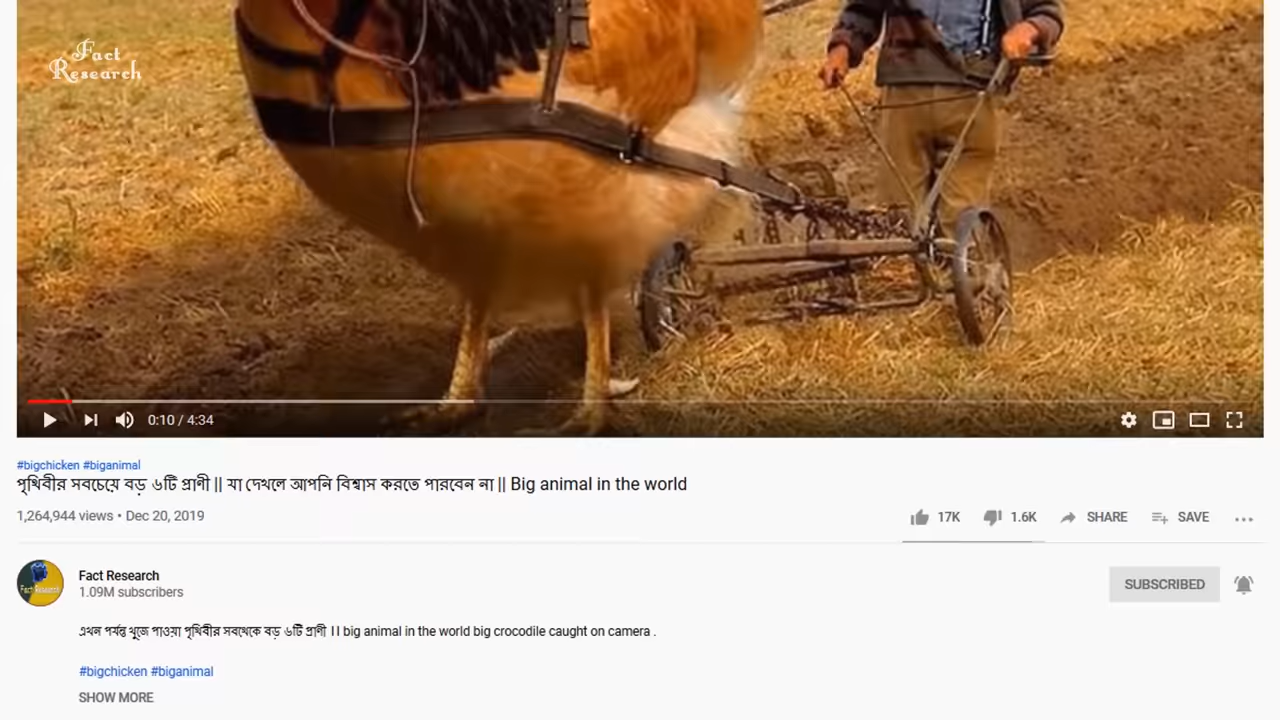 Fact
Research
0:10 / 4:34
#bigchicken #biganimal
পৃথিবীর সবচেয়ে বড় ৬টি প্রাণী || যা দেখলে আপনি বিশ্বাস করতে পারবেন না || Big animal in the world
1,264,944 views • Dec 20, 2019
17K 1.6K SHARE SAVE
Fact Research
Fact Research
1.09M subscribers
SUBSCRIBED
এখন পর্যন্ত খুজে পাওয়া পৃথিবীর সবথেকে বড় ৬টি প্রাণী ।। big animal in the world big crocodile caught on camera .
#bigchicken #biganimal
SHOW MORE